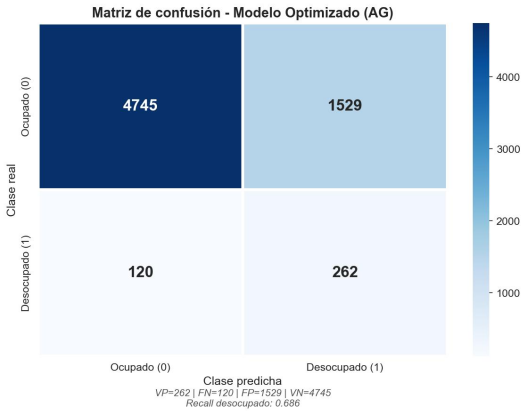 Matriz de confusión - Modelo Optimizado (AG)
Clase real
Ocupado (0)
4745
1529
Desocupado (1)
120
262
Ocupado (0)
Desocupado (1)
Clase predicha
VP=262 | FN=120 | FP=1529 | VN=4745
Recall desocupado: 0.686
4000
3000
2000
1000